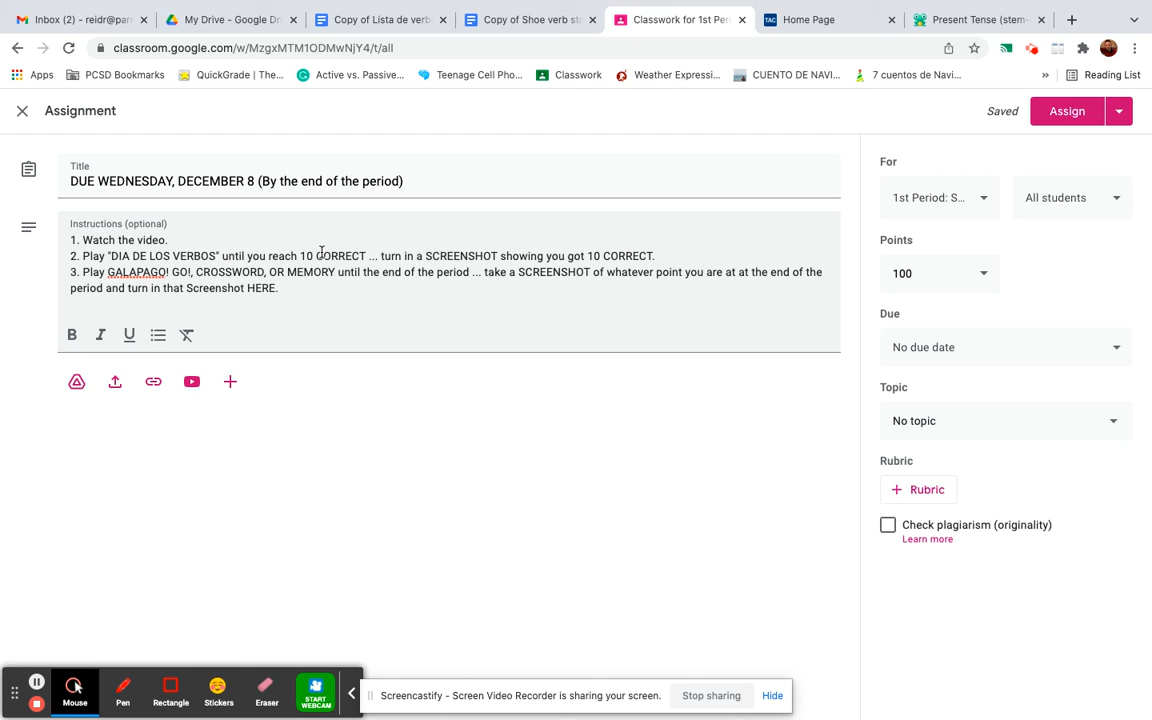 Inbox (2) - reidr@par
My Drive - Google Dri
Copy of Lista de verb
Copy of Shoe verb ste
Classwork for 1st Per
TAC
Home Page
Present Tense (stem-
classroom.google.com/w/MzgxMTM1ODMwNjY4/t/all
Apps
PCSD Bookmarks
QuickGrade | The...
Active vs. Passive...
Teenage Cell Pho...
Classwork
Weather Expressi...
CUENTO DE NAVI...
7 cuentos de Navi...
»
Reading List
Assignment
Saved
Assign
Title
DUE WEDNESDAY, DECEMBER 8 (By the end of the period)
Instructions (optional)
1. Watch the video.
2. Play "DIA DE LOS VERBOS" until you reach 10 CORRECT ... turn in a SCREENSHOT showing you got 10 CORRECT.
3. Play GALAPAGO! GO!, CROSSWORD, OR MEMORY until the end of the period ... take a SCREENSHOT of whatever point you are at at the end of the
period and turn in that Screenshot HERE.
B I U
For
1st Period: S...
All students
Points
100
Due
No due date
Topic
No topic
Rubric
+ Rubric
Check plagiarism (originality)
Learn more
Mouse
Pen
Rectangle
Stickers
Eraser
START
WEBCAM
Screencastify - Screen Video Recorder is sharing your screen.
Stop sharing
Hide